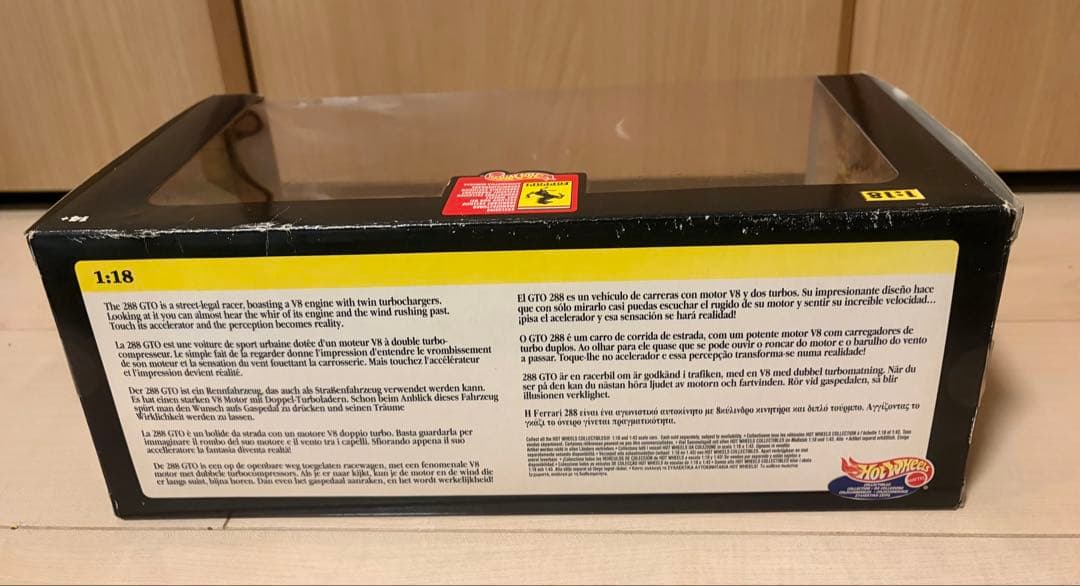 14+
1:18
1:18
The 288 GTO is a street-legal racer, boasting a V8 engine with twin turbochargers.
Looking at it you can almost hear the whir of its engine and the wind rushing past.
Touch its accelerator and the perception becomes reality.
La 288 GTO est une voiture de sport urbaine dotée d'un moteur V8 à double turbo-
compresseur. Le simple fait de la regarder donne l'impression d'entendre le vrombissement
de son moteur et la sensation du vent fouettant la carrosserie. Mais touchez l'accélérateur
et l'impression devient réalité.
Der 288 GTO ist ein Rennfahrzeug, das auch als Straßenfahrzeug verwendet werden kann.
Es hat einen starken V8 Motor mit Doppel-Turboladern. Schon beim Anblick dieses Fahrzeug
spürt man den Wunsch aufs Gaspedal zu drücken und seinen Träume
Wirklichkeit werden zu lassen.
La 288 GTO è un bolide da strada con un motore V8 doppio turbo. Basta guardarla per
immaginare il rombo del suo motore e il vento tra i capelli. Sfiorando appena il suo
accelleratore la fantasia diventa realtà!
De 288 GTO is een op de openbare weg toegelaten racewagen, met een fenomenale V8
motor met dubbele turbocompressors. Als je er naar kijkt, kun je de motor en de wind die
er langs suist, bijna horen. Dan even het gaspedaal aanraken, en het wordt werkelijkheid!
El GTO 288 es un vehículo de carreras con motor V8 y dos turbos. Su impresionante diseño hace
que con sólo mirarlo casi puedas escuchar el rugido de su motor y sentir su increíble velocidad...
¡pisa el acelerador y esa sensación se hará realidad!
O GTO 288 é um carro de corrida de estrada, com um potente motor V8 com carregadores de
turbo duplos. Ao olhar para ele quase que se pode ouvir o roncar do motor e o barulho do vento
a passar. Toque-lhe no acelerador e essa percepção transforma-se numa realidade!
288 GTO är en racerbil om är godkänd i trafiken, med en V8 med dubbel turbomatning. När du
ser på den kan du nästan höra ljudet av motorn och fartvinden. Rör vid gaspedalen, så blir
illusionen verklighet.
Η Ferrari 288 είναι ένα αγωνιστικό αυτοκίνητο με 8κύλινδρο κινητήρα και διπλό τούρμπο. Αγγίζοντας το
γκάζι το όνειρο γίνεται πραγματικότητα.
HOT WHEELS
MATTEL
COLLECTIBLES